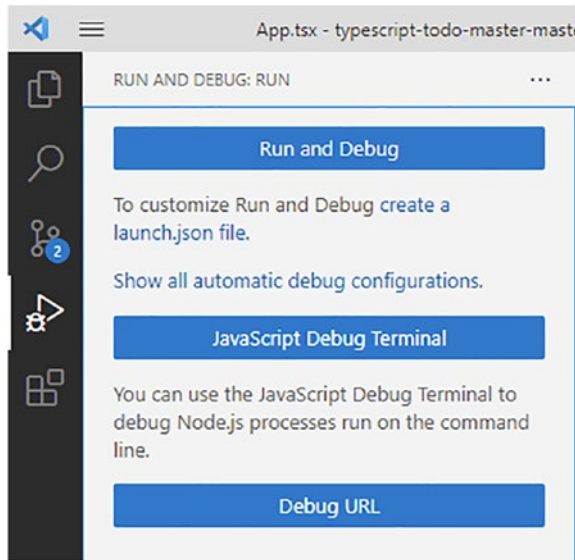 App.tsx - typescript-todo-master-mast
RUN AND DEBUG: RUN
Run and Debug
To customize Run and Debug create a
launch.json file.
Show all automatic debug configurations.
2
JavaScript Debug Terminal
You can use the JavaScript Debug Terminal to
debug Node.js processes run on the command
line.
Debug URL